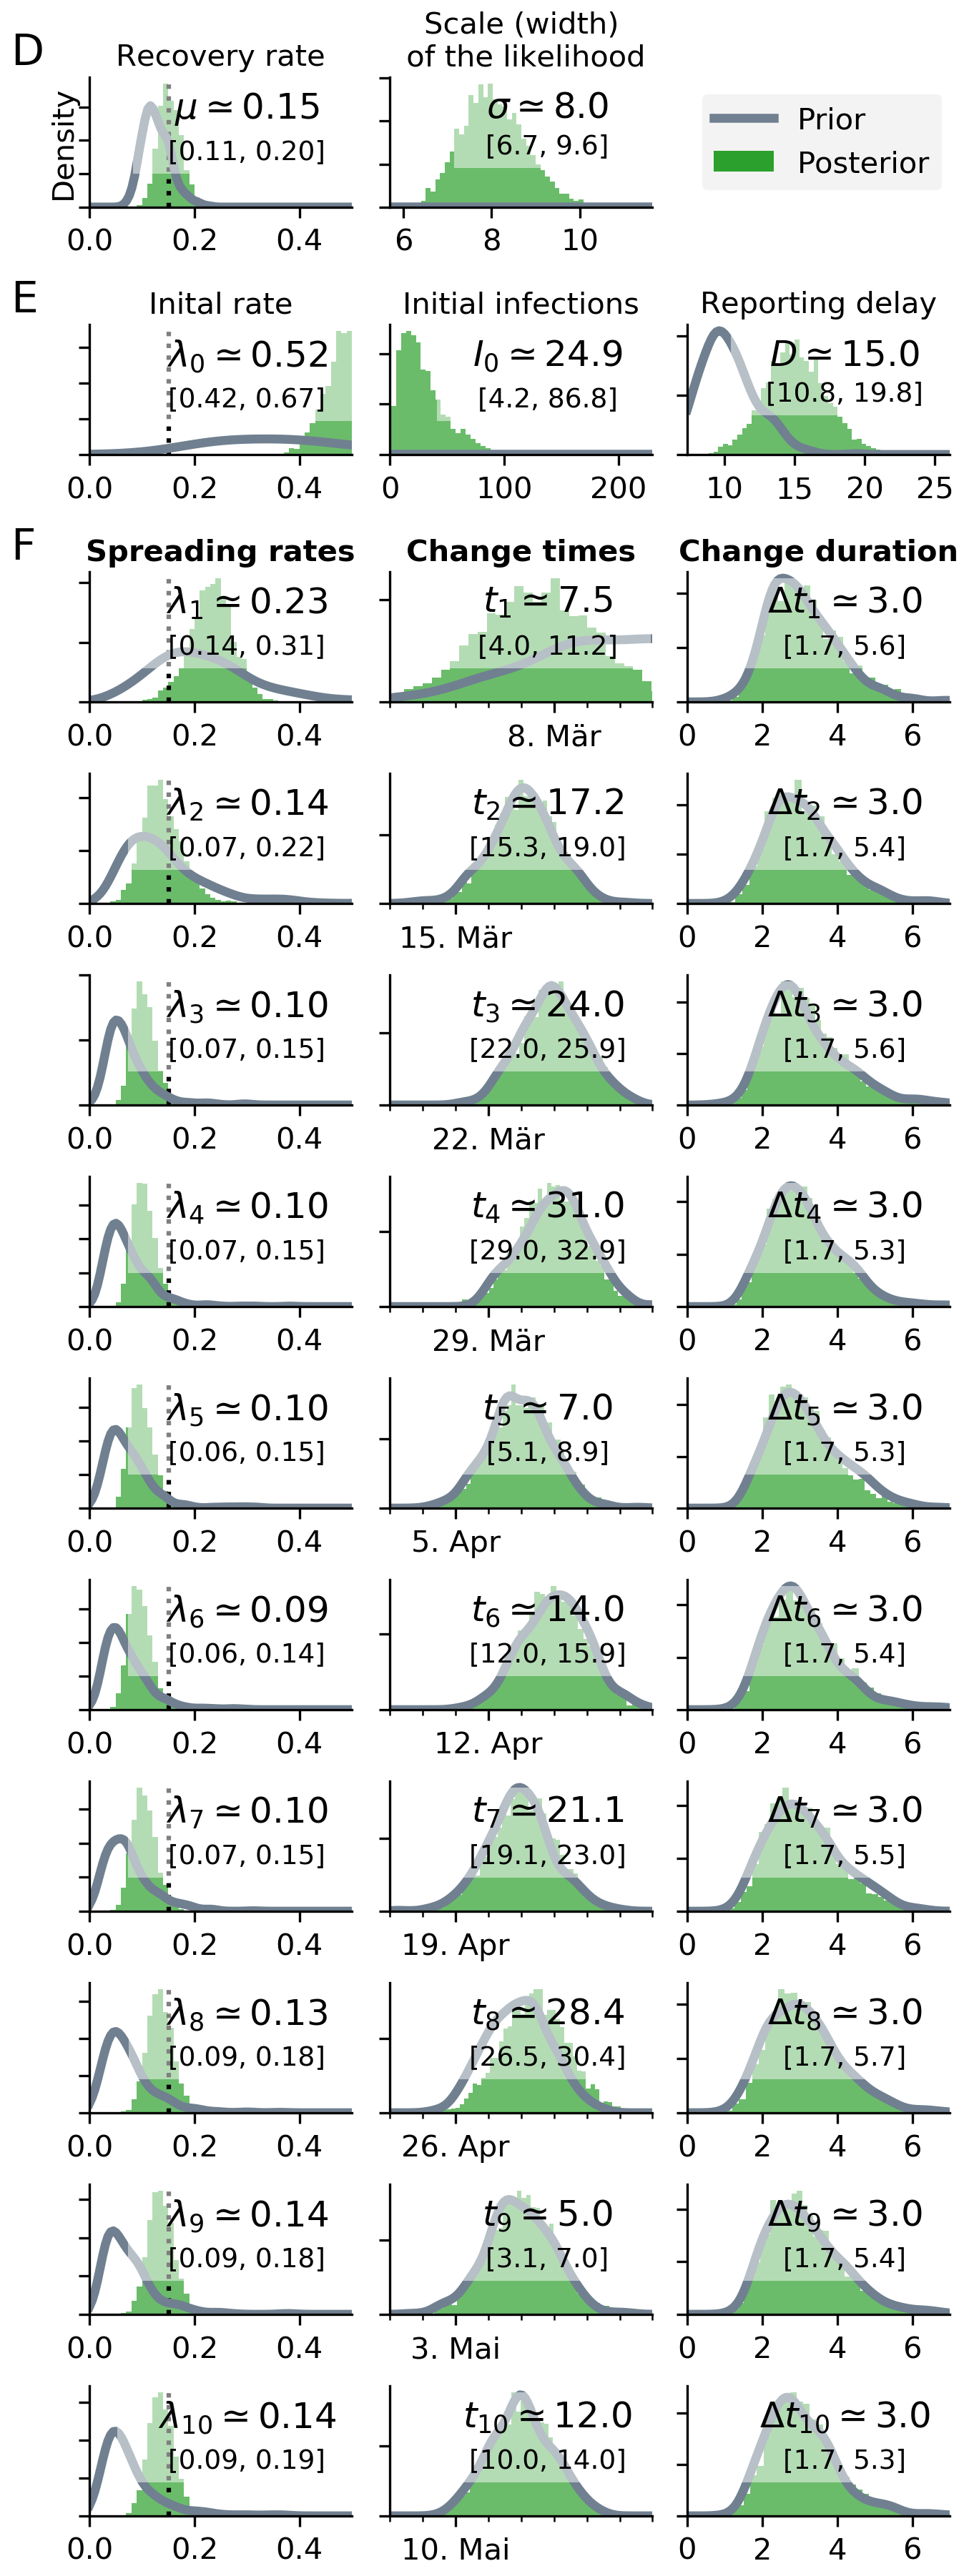 D
Recovery rate
Scale (width)
of the likelihood
Density
μ ≃ 0.15
[0.11, 0.20]
0.0 0.2 0.4
σ ≃ 8.0
[6.7, 9.6]
6 8 10
Prior
Posterior
E
Inital rate
λ0 ≃ 0.52
[0.42, 0.67]
0.0 0.2 0.4
Initial infections
I0 ≃ 24.9
[4.2, 86.8]
0 100 200
Reporting delay
D ≃ 15.0
[10.8, 19.8]
10 15 20 25
F
Spreading rates Change times Change duration
λ1 ≃ 0.23 t1 ≃ 7.5 Δt1 ≃ 3.0
[0.14, 0.31] [4.0, 11.2] [1.7, 5.6]
0.0 0.2 0.4 8. Mär 0 2 4 6
λ2 ≃ 0.14 t2 ≃ 17.2 Δt2 ≃ 3.0
[0.07, 0.22] [15.3, 19.0] [1.7, 5.4]
0.0 0.2 0.4 15. Mär 0 2 4 6
λ3 ≃ 0.10 t3 ≃ 24.0 Δt3 ≃ 3.0
[0.07, 0.15] [22.0, 25.9] [1.7, 5.6]
0.0 0.2 0.4 22. Mär 0 2 4 6
λ4 ≃ 0.10 t4 ≃ 31.0 Δt4 ≃ 3.0
[0.07, 0.15] [29.0, 32.9] [1.7, 5.3]
0.0 0.2 0.4 29. Mär 0 2 4 6
λ5 ≃ 0.10 t5 ≃ 7.0 Δt5 ≃ 3.0
[0.06, 0.15] [5.1, 8.9] [1.7, 5.3]
0.0 0.2 0.4 5. Apr 0 2 4 6
λ6 ≃ 0.09 t6 ≃ 14.0 Δt6 ≃ 3.0
[0.06, 0.14] [12.0, 15.9] [1.7, 5.4]
0.0 0.2 0.4 12. Apr 0 2 4 6
λ7 ≃ 0.10 t7 ≃ 21.1 Δt7 ≃ 3.0
[0.07, 0.15] [19.1, 23.0] [1.7, 5.5]
0.0 0.2 0.4 19. Apr 0 2 4 6
λ8 ≃ 0.13 t8 ≃ 28.4 Δt8 ≃ 3.0
[0.09, 0.18] [26.5, 30.4] [1.7, 5.7]
0.0 0.2 0.4 26. Apr 0 2 4 6
λ9 ≃ 0.14 t9 ≃ 5.0 Δt9 ≃ 3.0
[0.09, 0.18] [3.1, 7.0] [1.7, 5.4]
0.0 0.2 0.4 3. Mai 0 2 4 6
λ10 ≃ 0.14 t10 ≃ 12.0 Δt10 ≃ 3.0
[0.09, 0.19] [10.0, 14.0] [1.7, 5.3]
0.0 0.2 0.4 10. Mai 0 2 4 6